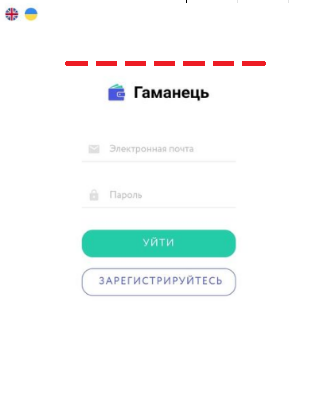 Гаманець
Электронная почта
Пароль
УЙТИ
ЗАРЕГИСТРИРУЙТЕСЬ